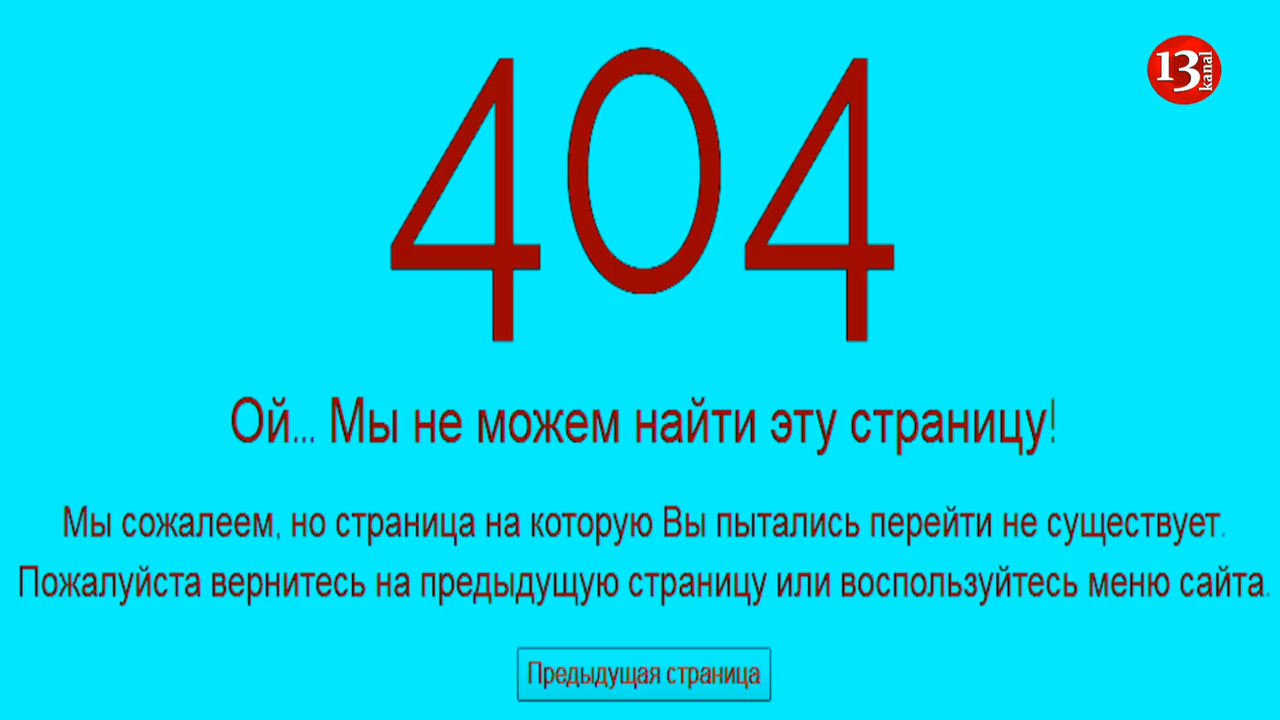 13 kanal
404
Ой... Мы не можем найти эту страницу!
Мы сожалеем, но страница на которую Вы пытались перейти не существует.
Пожалуйста вернитесь на предыдущую страницу или воспользуйтесь меню сайта.
Предыдущая страница